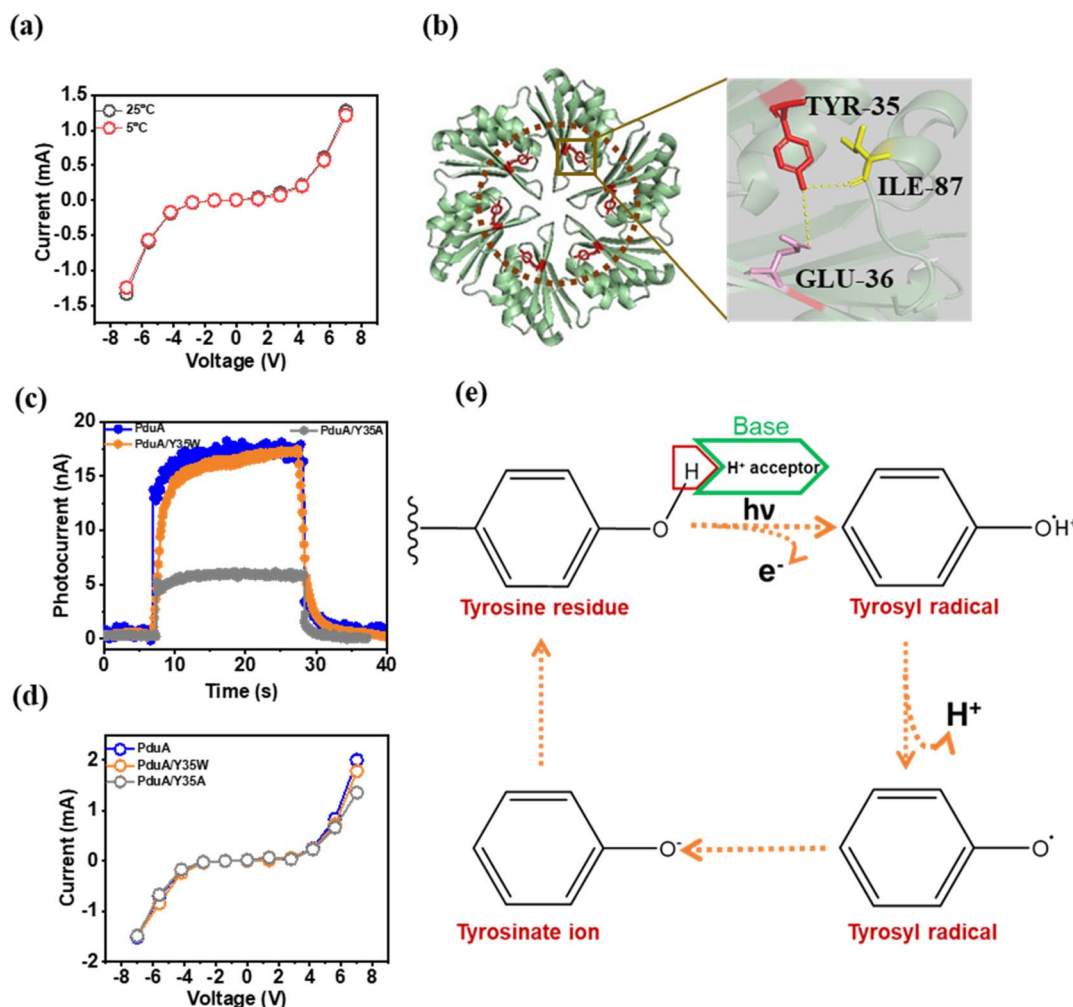 (a)
1.5
1.0
0.5
0.0
-0.5
-1.0
-1.5
Current (mA)
25°C
5°C
-8 -6 -4 -2 0 2 4 6 8
Voltage (V)
(b)
TYR-35
ILE-87
GLU-36
(c)
20
15
10
5
0
Photocurrent (nA)
PduA
PduA/Y35W
PduA/Y35A
0 10 20 30 40
Time (s)
(d)
2
1
0
-1
-2
Current (mA)
PduA
PduA/Y35W
PduA/Y35A
-8 -6 -4 -2 0 2 4 6 8
Voltage (V)
(e)
Base
H H⁺ acceptor
O
hν
e⁻
O•H⁺
Tyrosine residue
Tyrosyl radical
H⁺
O⁻
O•
Tyrosinate ion
Tyrosyl radical